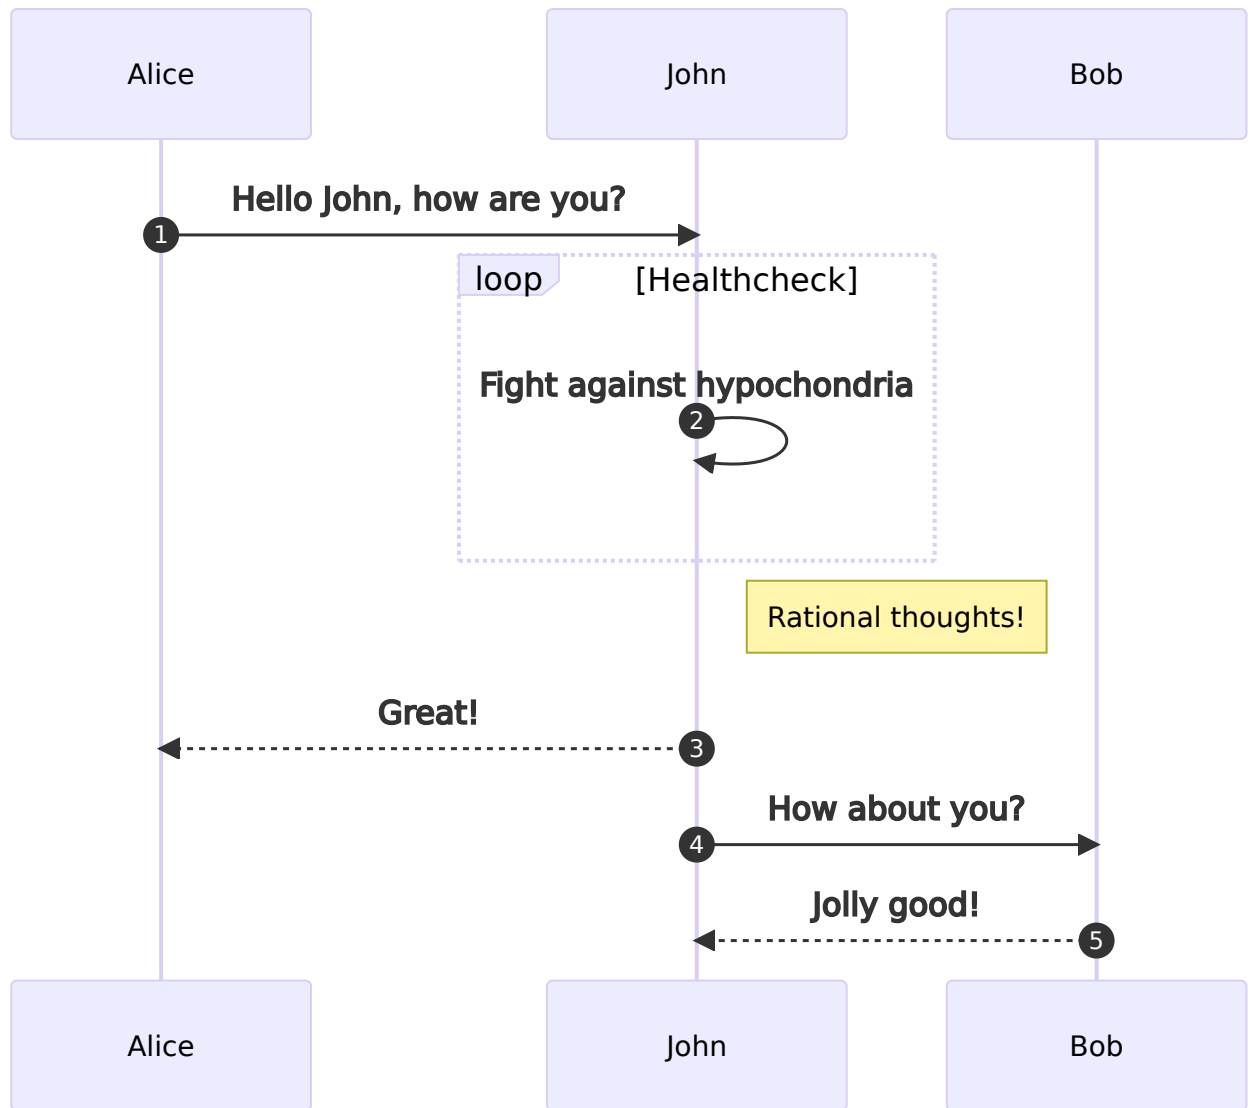 Alice
John
Bob
Hello John, how are you?
1
loop
[Healthcheck]
Fight against hypochondria
2
Rational thoughts!
Great!
3
How about you?
4
Jolly good!
5
Alice
John
Bob